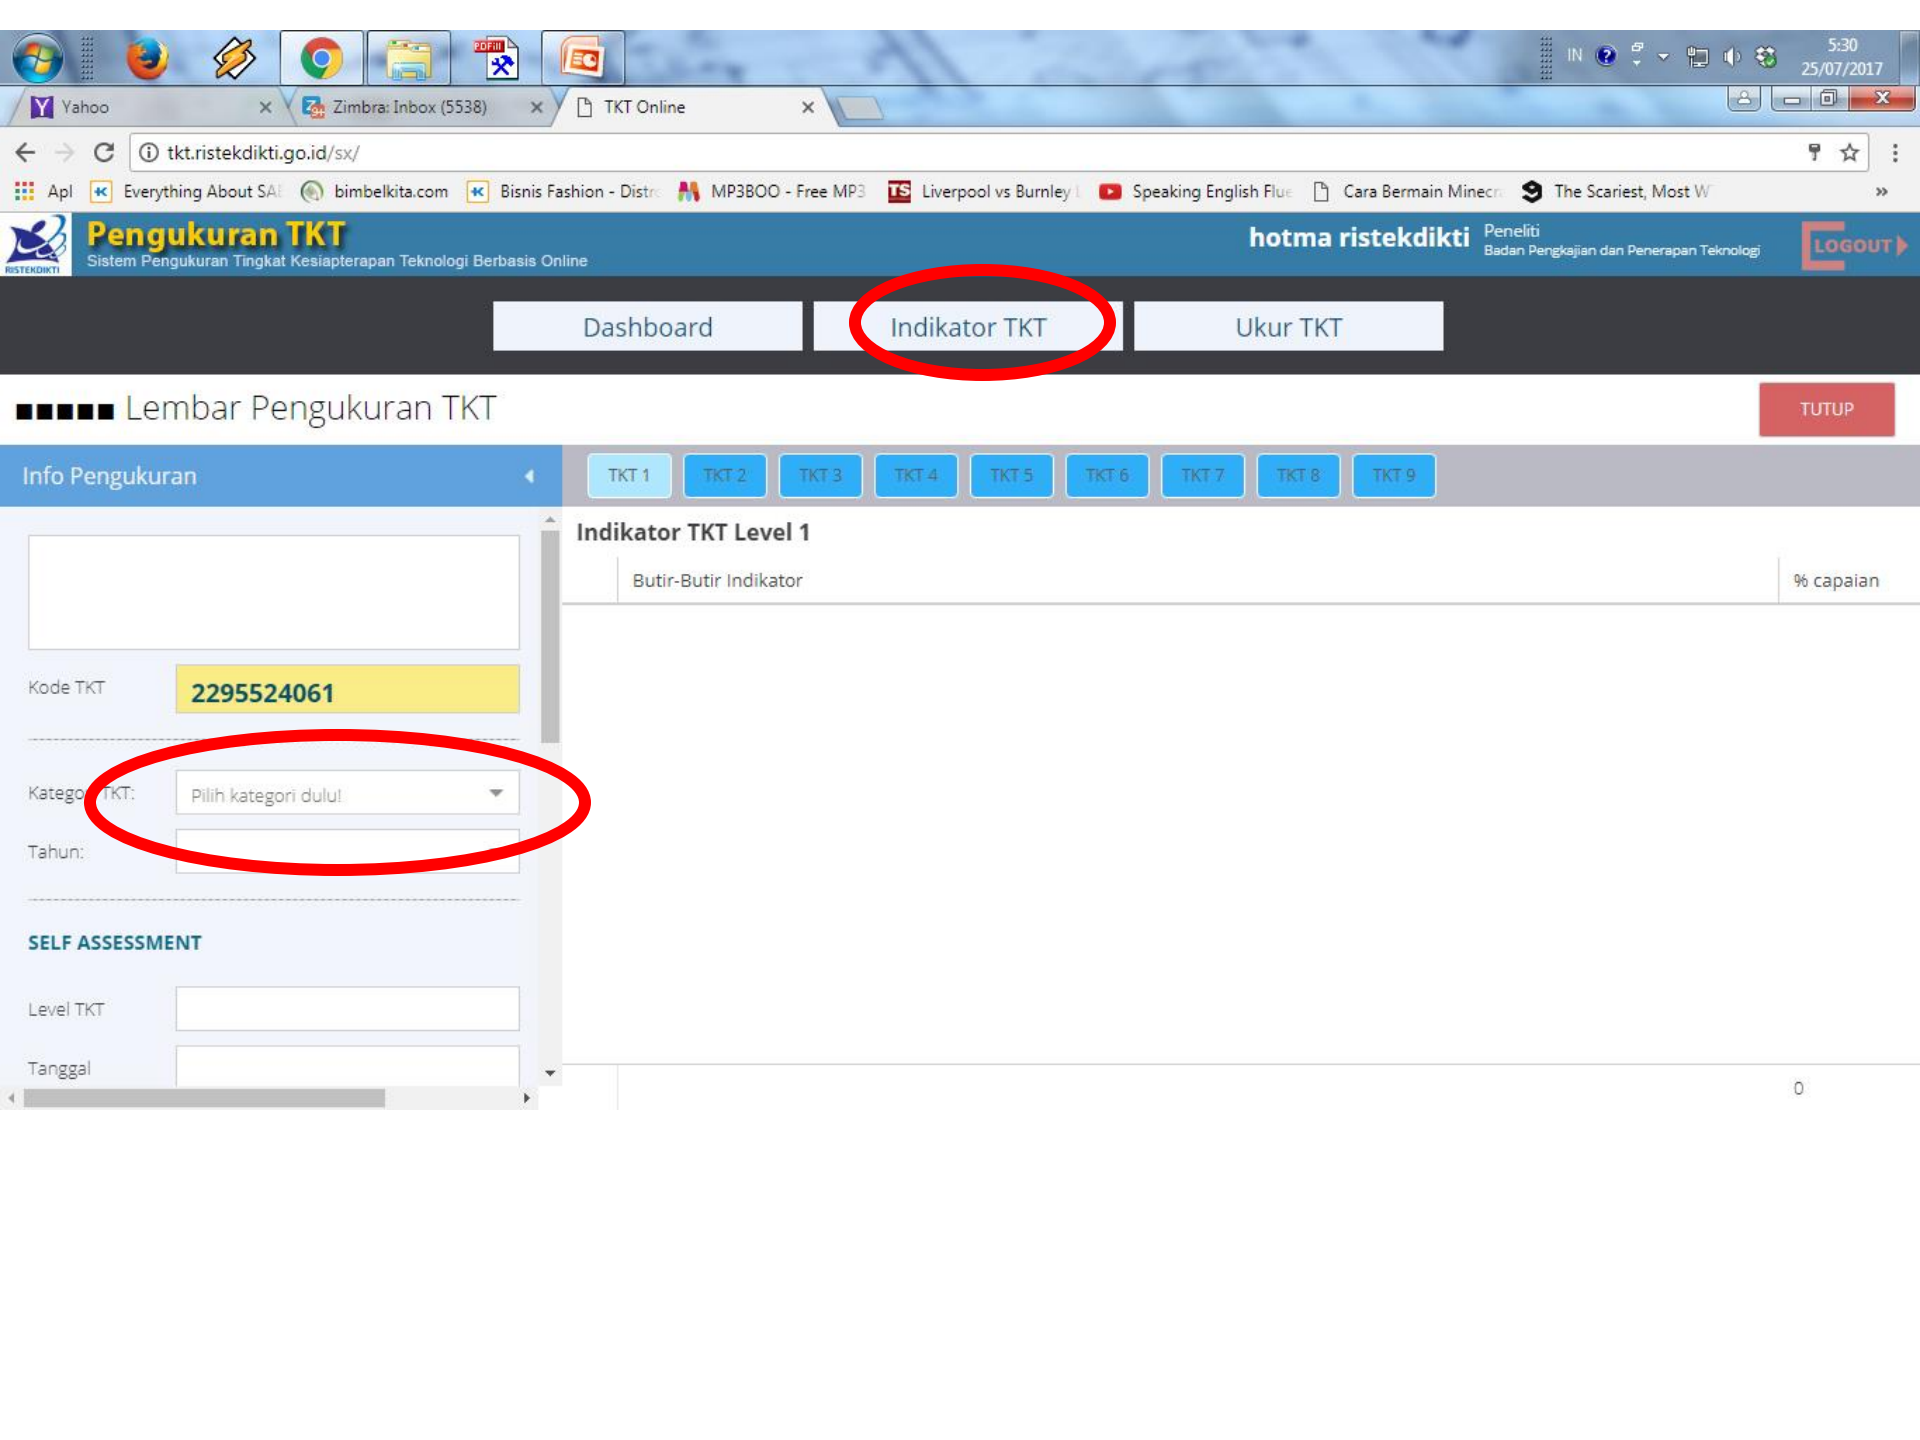 PDFill
IN
5:30
25/07/2017
Yahoo
Zimbra: Inbox (5538)
TKT Online
tkt.ristekdikti.go.id/sx/
Apl
Everything About SA
bimbelkita.com
Bisnis Fashion - Distr
MP3BOO - Free MP3
TS
Liverpool vs Burnley
Speaking English Flue
Cara Bermain Minecr
The Scariest, Most W
RISTEKDIKTI
Pengukuran TKT
Sistem Pengukuran Tingkat Kesiapterapan Teknologi Berbasis Online
hotma ristekdikti
Peneliti
Badan Pengkajian dan Penerapan Teknologi
LOGOUT
Dashboard
Indikator TKT
Ukur TKT
Lembar Pengukuran TKT
TUTUP
Info Pengukuran
TKT 1
TKT 2
TKT 3
TKT 4
TKT 5
TKT 6
TKT 7
TKT 8
TKT 9
Indikator TKT Level 1
Butir-Butir Indikator
% capaian
Kode TKT
2295524061
Kategori TKT:
Pilih kategori dulu!
Tahun:
SELF ASSESSMENT
Level TKT
Tanggal
0